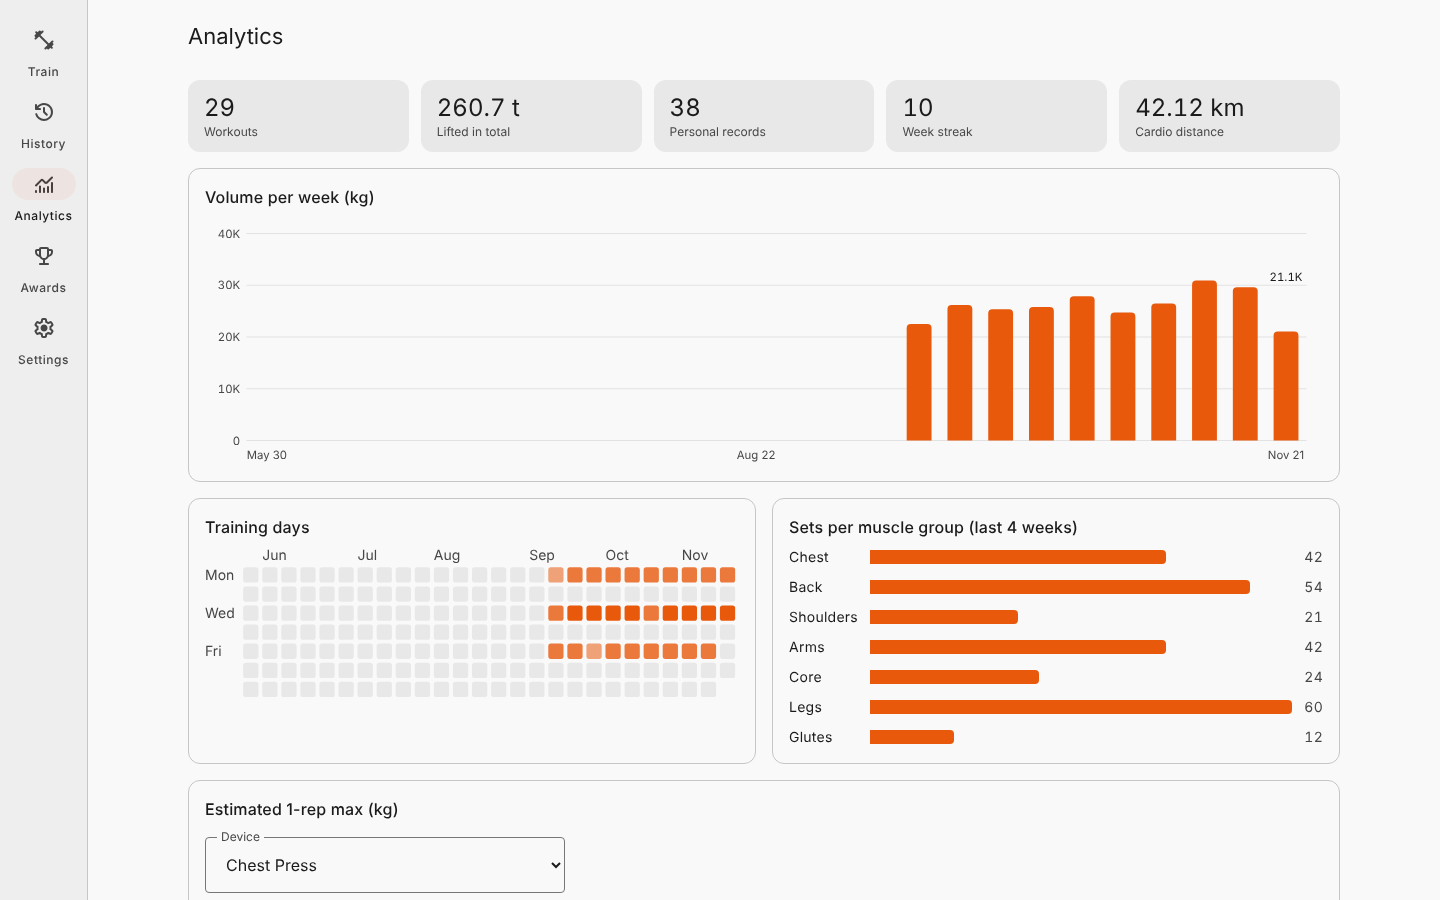 Train
History
Analytics
Awards
Settings
Analytics
29
Workouts
260.7 t
Lifted in total
38
Personal records
10
Week streak
42.12 km
Cardio distance
Volume per week (kg)
40K
30K
20K
10K
0
21.1K
May 30
Aug 22
Nov 21
Training days
Jun Jul Aug Sep Oct Nov
Mon
Wed
Fri
Sets per muscle group (last 4 weeks)
Chest 42
Back 54
Shoulders 21
Arms 42
Core 24
Legs 60
Glutes 12
Estimated 1-rep max (kg)
Device
Chest Press